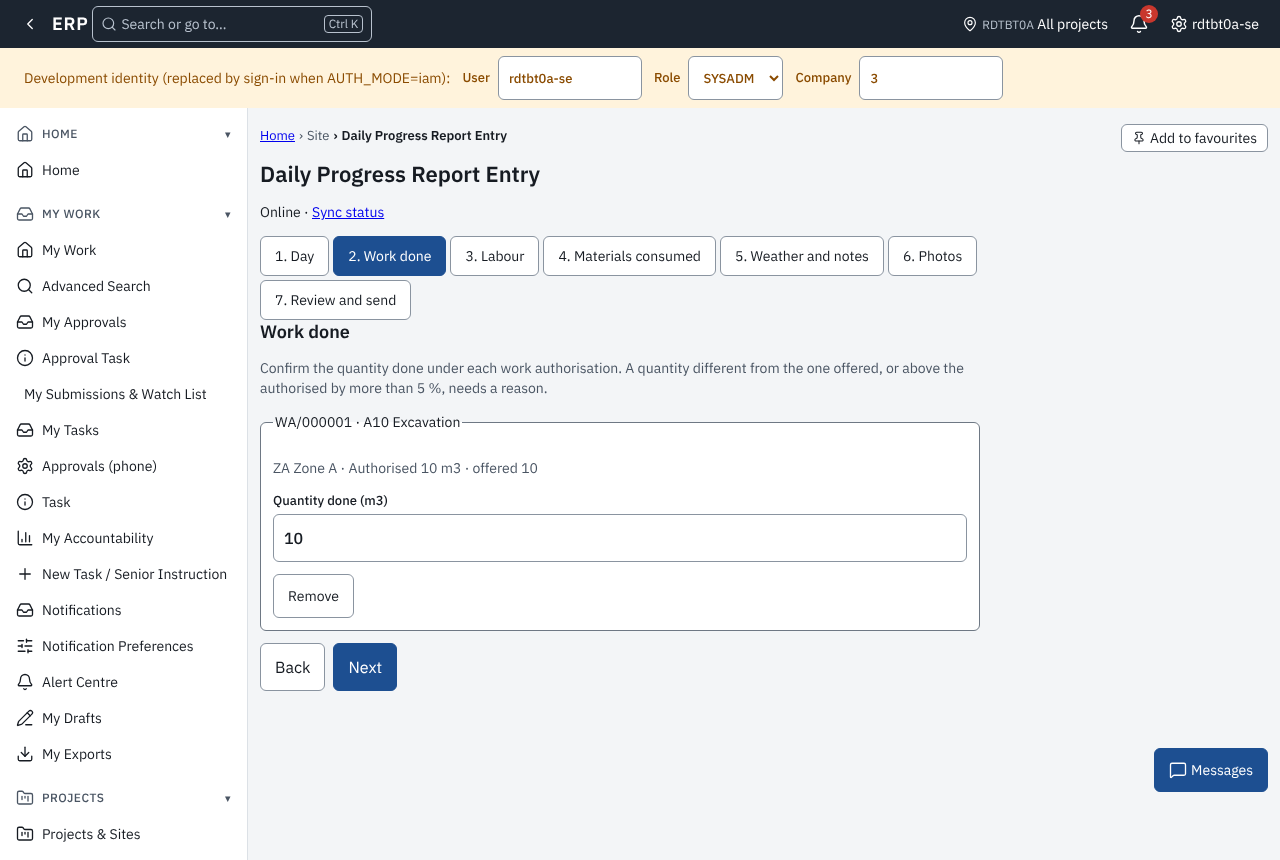 ERP
Search or go to...
Ctrl K
RDTBT0A All projects
3
rdtbt0a-se
Development identity (replaced by sign-in when AUTH_MODE=iam):
User
rdtbt0a-se
Role
SYSADM
Company
3
HOME
Home
MY WORK
My Work
Advanced Search
My Approvals
Approval Task
My Submissions & Watch List
My Tasks
Approvals (phone)
Task
My Accountability
New Task / Senior Instruction
Notifications
Notification Preferences
Alert Centre
My Drafts
My Exports
PROJECTS
Projects & Sites
Home › Site › Daily Progress Report Entry
Add to favourites
Daily Progress Report Entry
Online · Sync status
1. Day
2. Work done
3. Labour
4. Materials consumed
5. Weather and notes
6. Photos
7. Review and send
Work done
Confirm the quantity done under each work authorisation. A quantity different from the one offered, or above the
authorised by more than 5 %, needs a reason.
WA/000001 · A10 Excavation
ZA Zone A · Authorised 10 m3 · offered 10
Quantity done (m3)
10
Remove
Back
Next
Messages